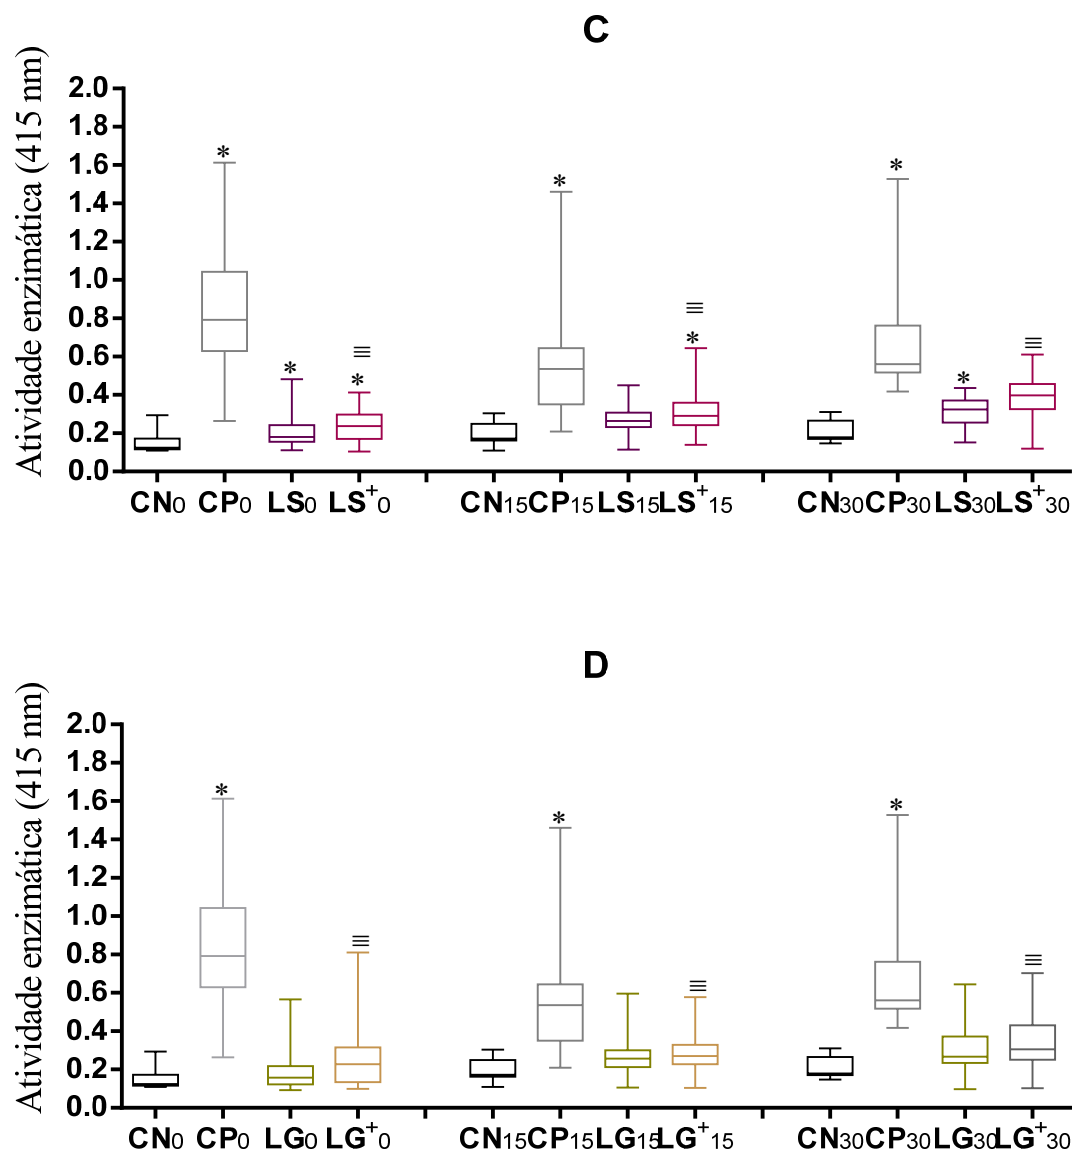 C
Atividade enzimática (415 nm)
2.0
1.8
1.6
1.4
1.2
1.0
0.8
0.6
0.4
0.2
0.0
* * * * * * * *
≡ ≡ ≡
CN0 CP0 LS0 LS+0 CN15 CP15 LS15 LS+15 CN30 CP30 LS30 LS+30
D
Atividade enzimática (415 nm)
2.0
1.8
1.6
1.4
1.2
1.0
0.8
0.6
0.4
0.2
0.0
* * *
≡ ≡ ≡
CN0 CP0 LG0 LG+0 CN15 CP15 LG15 LG+15 CN30 CP30 LG30 LG+30